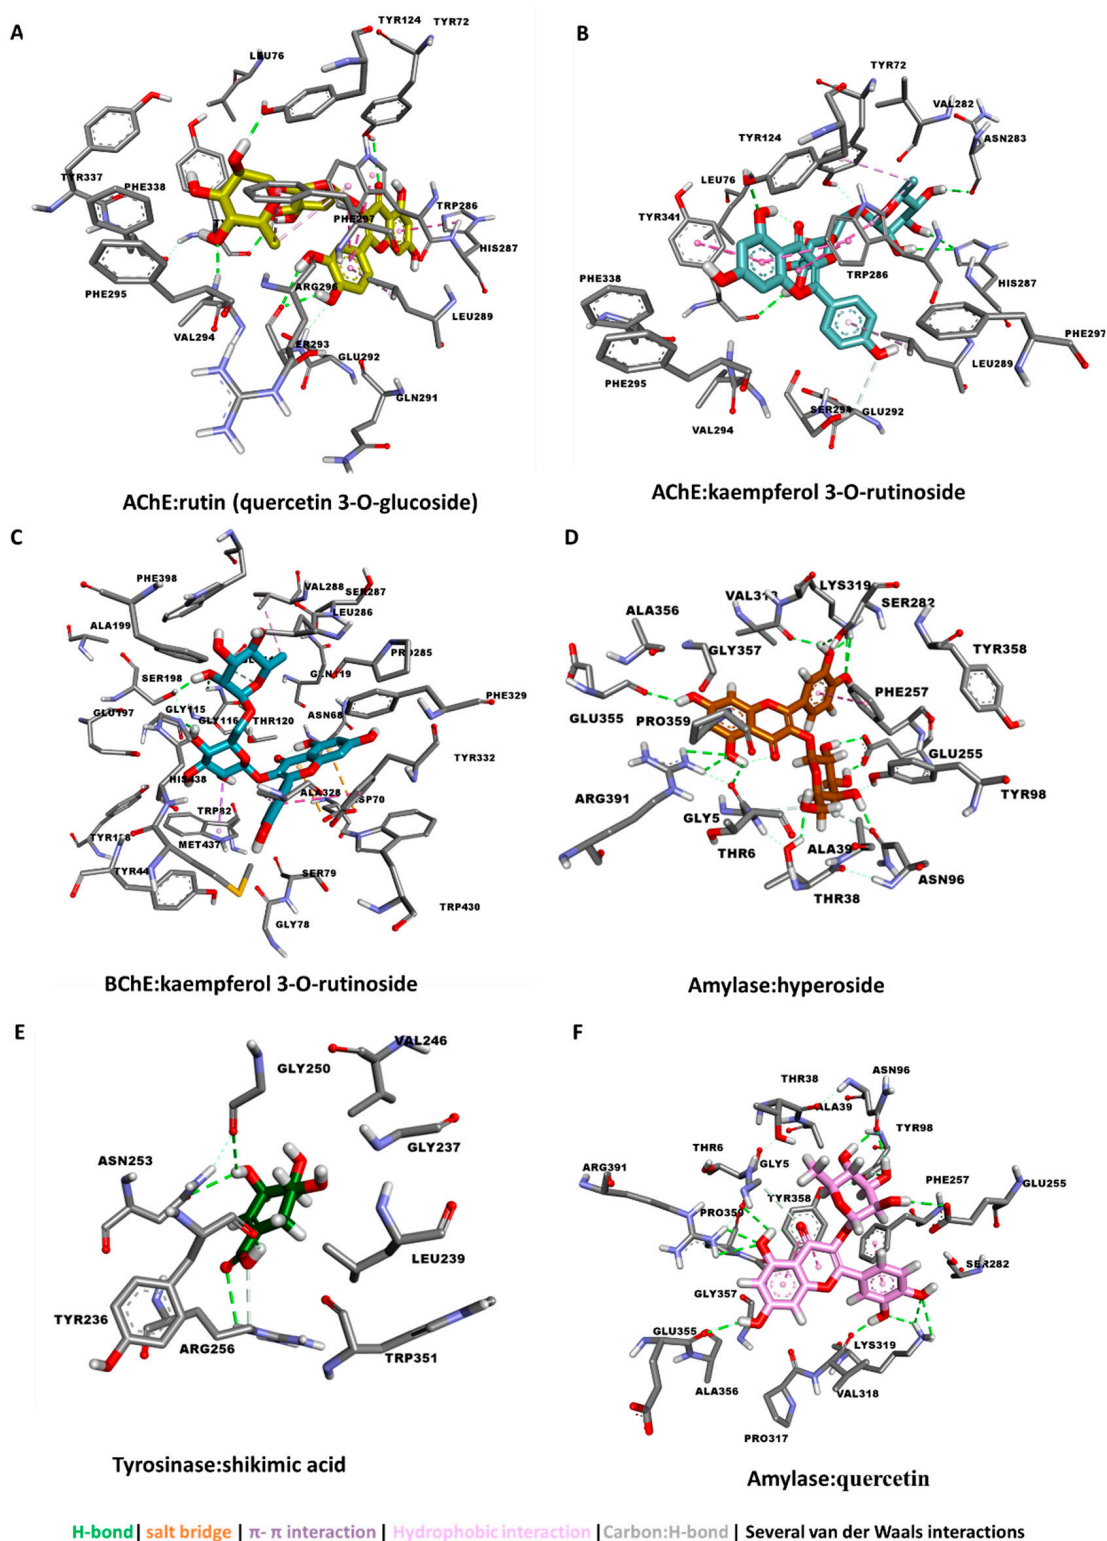 A
TYR124
TYR72
LEU76
TYR337
PHE338
PHE297
TRP286
HIS287
PHE295
ARG296
VAL294
LEU289
ER293
GLU292
GLN291
AChE:rutin (quercetin 3-O-glucoside)
B
TYR72
VAL282
TYR124
ASN283
LEU76
TYR341
TRP286
PHE338
HIS287
PHE297
PHE295
LEU289
VAL294
SER294
GLU292
AChE:kaempferol 3-O-rutinoside
C
PHE398
VAL288
SER287
LEU286
ALA199
PRO285
SER198
PHE329
GLU197
GLY115
GLY116
THR120
ASN68
TYR332
HIS438
ALA328
ASP70
TRP82
MET437
TYR44
SER79
GLY78
TRP430
BChE:kaempferol 3-O-rutinoside
D
LYS319
SER282
ALA356
GLY357
TYR358
PHE257
GLU355
PRO359
GLU255
ARG391
TYR98
GLY5
THR6
ALA39
ASN96
THR38
Amylase:hyperoside
E
VAL246
GLY250
GLY237
ASN253
LEU239
TYR236
ARG256
TRP351
Tyrosinase:shikimic acid
F
ASN96
THR38
ALA39
TYR98
THR6
GLY5
ARG391
PHE257
GLU255
TYR358
PRO359
SER282
GLY357
GLU355
LYS319
ALA356
VAL318
PRO317
Amylase:quercetin
H-bond| salt bridge | π- π interaction | Hydrophobic interaction |Carbon:H-bond | Several van der Waals interactions